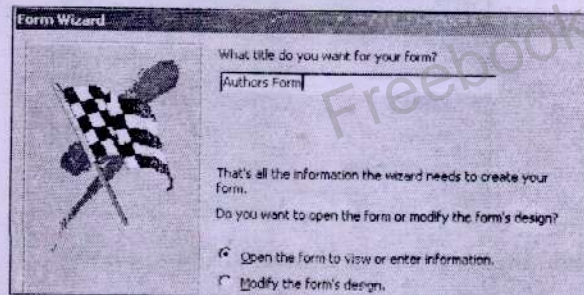 Form Wizard
What title do you want for your form?
Authors Form
That's all the information the wizard needs to create your
form.
Do you want to open the form or modify the form's design?
Open the form to view or enter information.
Modify the form's design.
Freebook